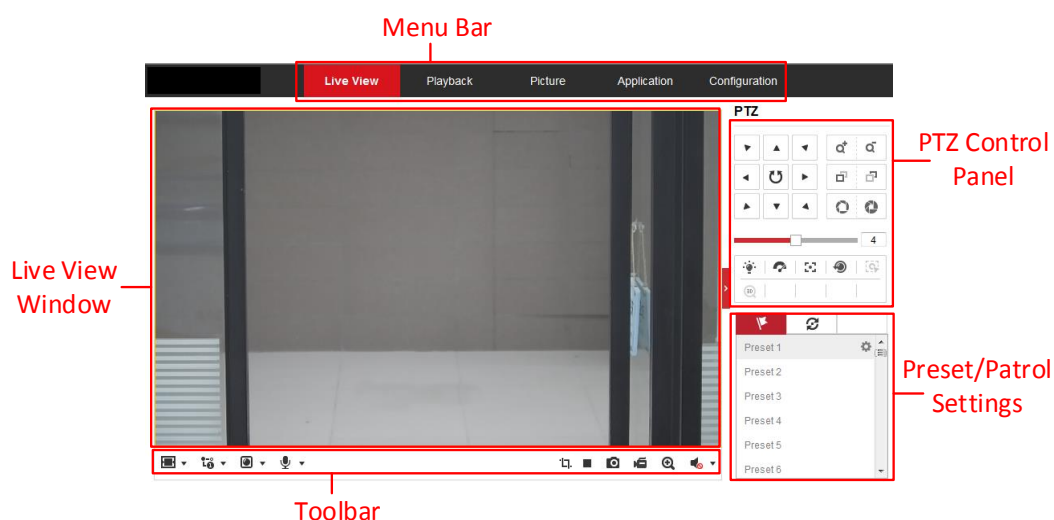 Menu Bar
Live View
Playback
Picture
Application
Configuration
PTZ
PTZ Control
Panel
4
Live View
Window
3D
Preset 1
Preset 2
Preset 3
Preset 4
Preset 5
Preset 6
Preset/Patrol
Settings
Toolbar